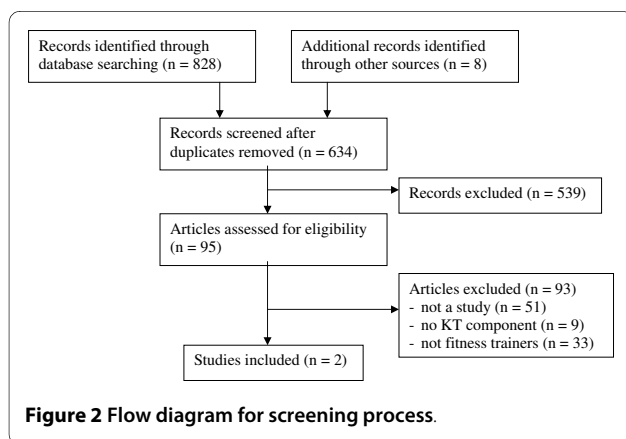 Records identified through
database searching (n = 828)
Additional records identified
through other sources (n = 8)
Records screened after
duplicates removed (n = 634)
Records excluded (n = 539)
Articles assessed for eligibility
(n = 95)
Articles excluded (n = 93)
- not a study (n = 51)
- no KT component (n = 9)
- not fitness trainers (n = 33)
Studies included (n = 2)
Figure 2 Flow diagram for screening process.